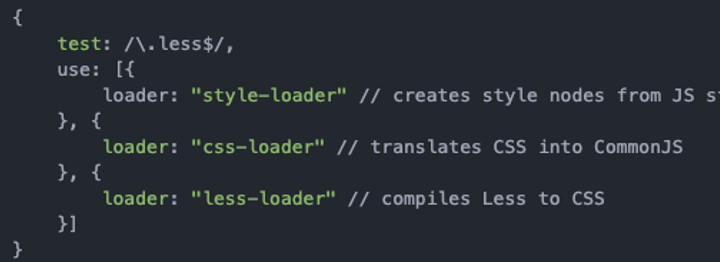 {
    test: /\.less$/,
    use: [{
        loader: "style-loader" // creates style nodes from JS
    }, {
        loader: "css-loader" // translates CSS into CommonJS
    }, {
        loader: "less-loader" // compiles Less to CSS
    }]
}